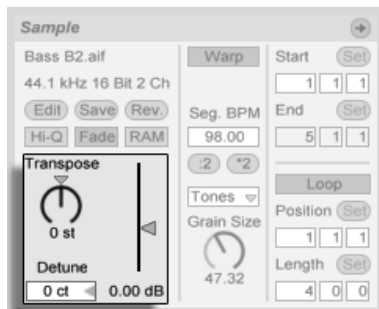 Sample
Bass B2.aif
44.1 kHz 16 Bit 2 Ch
Edit Save Rev.
Hi-Q Fade RAM
Transpose
0 st
Detune
0 ct 0.00 dB
Warp
Seg. BPM
98.00
:2 *2
Tones
Grain Size
47.32
Start Set
1 1 1
End Set
5 1 1
Loop
Position Set
1 1 1
Length Set
4 0 0